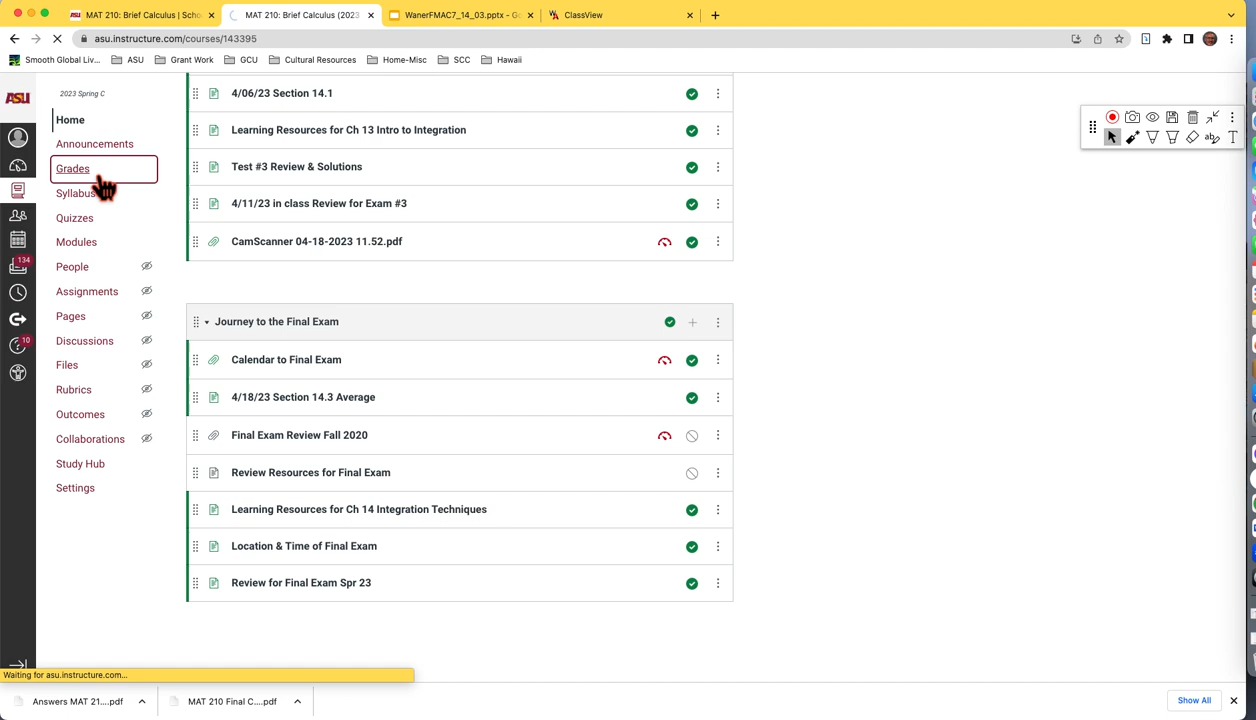 MAT 210: Brief Calculus | Scho
MAT 210: Brief Calculus (2023
WanerFMAC7_14_03.pptx - Go
ClassView
asu.instructure.com/courses/143395
Smooth Global Liv...
ASU
Grant Work
GCU
Cultural Resources
Home-Misc
SCC
Hawaii
ASU
2023 Spring C
Home
Announcements
Grades
Syllabus
Quizzes
Modules
People
Assignments
Pages
Discussions
Files
Rubrics
Outcomes
Collaborations
Study Hub
Settings
134
10
4/06/23 Section 14.1
Learning Resources for Ch 13 Intro to Integration
Test #3 Review & Solutions
4/11/23 in class Review for Exam #3
CamScanner 04-18-2023 11.52.pdf
Journey to the Final Exam
Calendar to Final Exam
4/18/23 Section 14.3 Average
Final Exam Review Fall 2020
Review Resources for Final Exam
Learning Resources for Ch 14 Integration Techniques
Location & Time of Final Exam
Review for Final Exam Spr 23
Waiting for asu.instructure.com...
Answers MAT 21....pdf
MAT 210 Final C....pdf
Show All